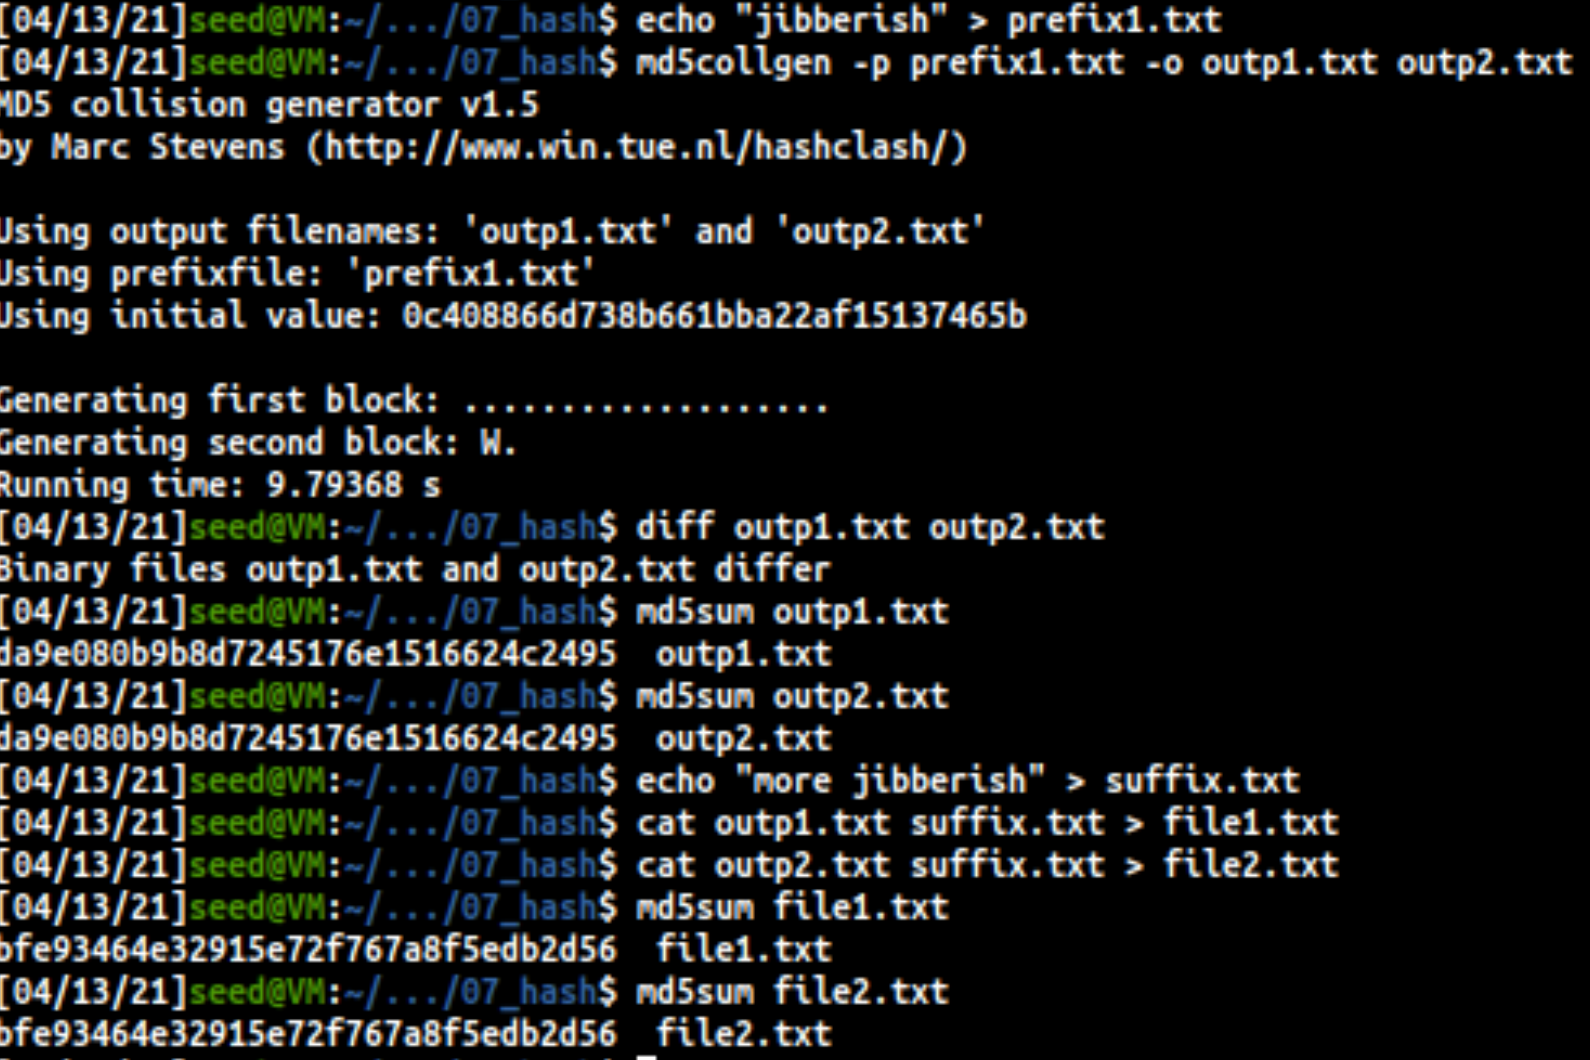 [04/13/21]seed@VM:~/.../07_hash$ echo "jibberish" > prefix1.txt
[04/13/21]seed@VM:~/.../07_hash$ md5collgen -p prefix1.txt -o outp1.txt outp2.txt
MD5 collision generator v1.5
by Marc Stevens (http://www.win.tue.nl/hashclash/)

Using output filenames: 'outp1.txt' and 'outp2.txt'
Using prefixfile: 'prefix1.txt'
Using initial value: 0c408866d738b661bba22af15137465b

Generating first block: ...................
Generating second block: W.
Running time: 9.79368 s
[04/13/21]seed@VM:~/.../07_hash$ diff outp1.txt outp2.txt
Binary files outp1.txt and outp2.txt differ
[04/13/21]seed@VM:~/.../07_hash$ md5sum outp1.txt
da9e080b9b8d7245176e1516624c2495  outp1.txt
[04/13/21]seed@VM:~/.../07_hash$ md5sum outp2.txt
da9e080b9b8d7245176e1516624c2495  outp2.txt
[04/13/21]seed@VM:~/.../07_hash$ echo "more jibberish" > suffix.txt
[04/13/21]seed@VM:~/.../07_hash$ cat outp1.txt suffix.txt > file1.txt
[04/13/21]seed@VM:~/.../07_hash$ cat outp2.txt suffix.txt > file2.txt
[04/13/21]seed@VM:~/.../07_hash$ md5sum file1.txt
bfe93464e32915e72f767a8f5edb2d56  file1.txt
[04/13/21]seed@VM:~/.../07_hash$ md5sum file2.txt
bfe93464e32915e72f767a8f5edb2d56  file2.txt